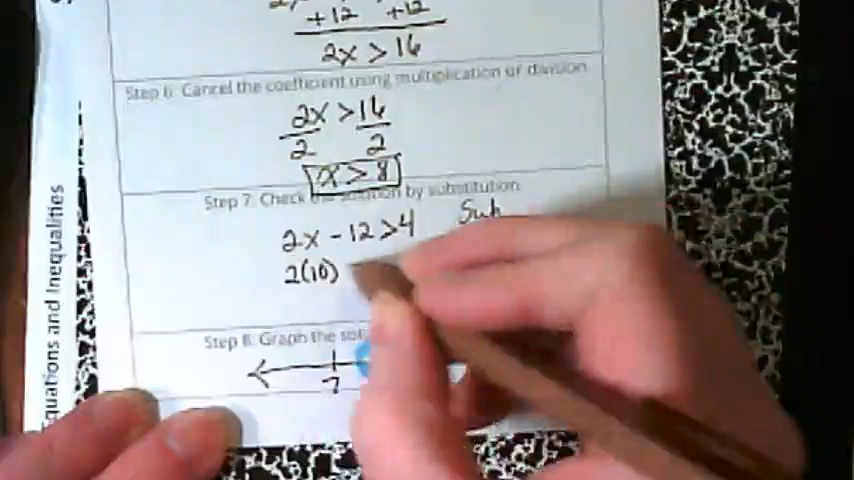 +12 +12
2x > 16
Step 6: Cancel the coefficient using multiplication or division.
2x > 16
2 2
x > 8
Step 7: Check the solution by substitution.
2x - 12 > 4 Sub
2(10)
Step 8: Graph the
7
Equations and Inequalities